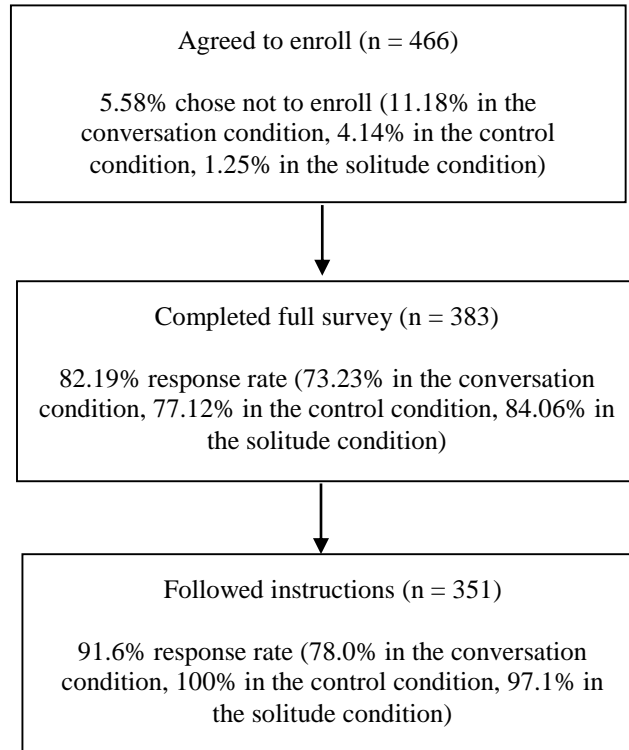 Agreed to enroll (n = 466)
5.58% chose not to enroll (11.18% in the
conversation condition, 4.14% in the control
condition, 1.25% in the solitude condition)
Completed full survey (n = 383)
82.19% response rate (73.23% in the conversation
condition, 77.12% in the control condition, 84.06% in
the solitude condition)
Followed instructions (n = 351)
91.6% response rate (78.0% in the conversation
condition, 100% in the control condition, 97.1% in
the solitude condition)